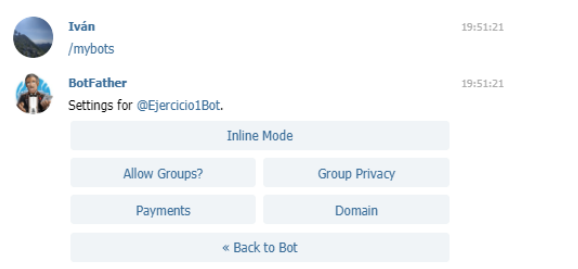 Iván 19:51:21
/mybots
BotFather 19:51:21
Settings for @Ejercicio1Bot.
Inline Mode
Allow Groups? Group Privacy
Payments Domain
« Back to Bot